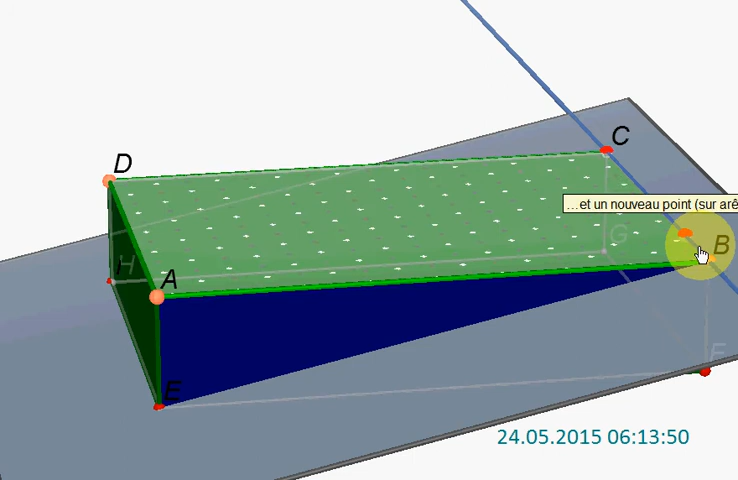 C
D
…et un nouveau point (sur arê
G
B
H
A
F
E
24.05.2015 06:13:50